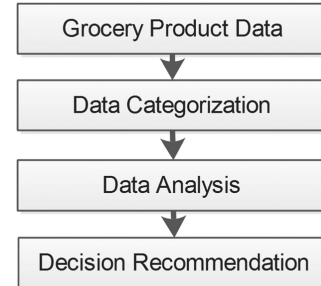 Grocery Product Data
Data Categorization
Data Analysis
Decision Recommendation